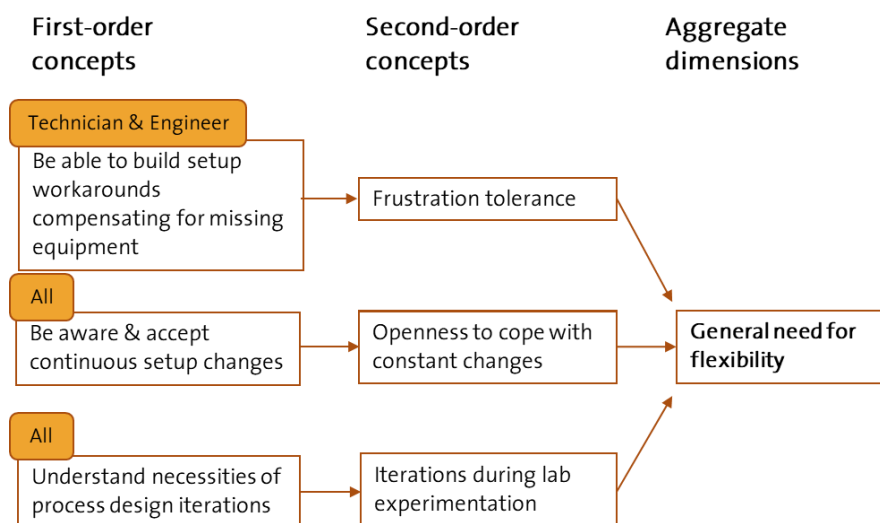 First-order
concepts
Second-order
concepts
Aggregate
dimensions
Technician & Engineer
Be able to build setup
workarounds
compensating for missing
equipment
Frustration tolerance
All
Be aware & accept
continuous setup changes
Openness to cope with
constant changes
General need for
flexibility
All
Understand necessities of
process design iterations
Iterations during lab
experimentation